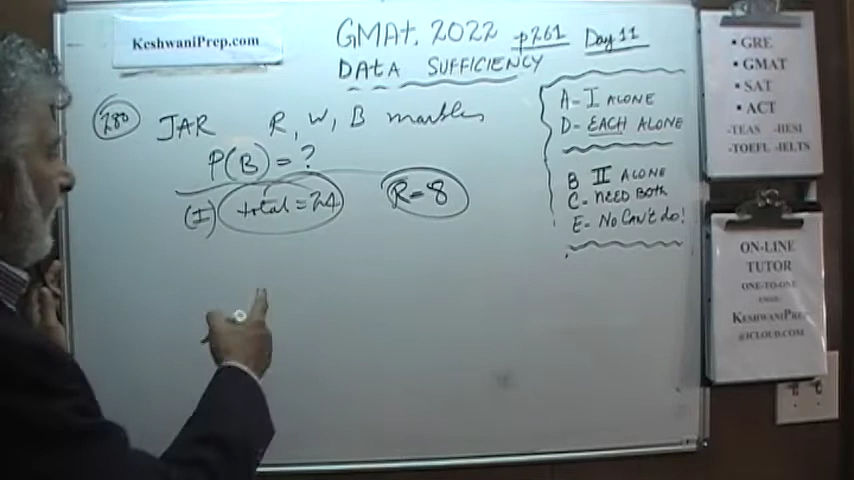 KeshwaniPrep.com
GMAt. 2022 p261 Day 11
DAtA SUFFICIENCY
280 JAR R, W, B marbles
P(B) = ?
(I) total = 24 R = 8
A- I ALONE
D- EACH ALONE
B II ALONE
C- NEED BOTH
E- No CAN'T do!
• GRE
• GMAT
• SAT
• ACT
-TEAS -HESI
-TOEFL -IELTS
ON-LINE
TUTOR
ONE-TO-ONE
EMAIL:
KESHWANIPREP
@ICLOUD.COM